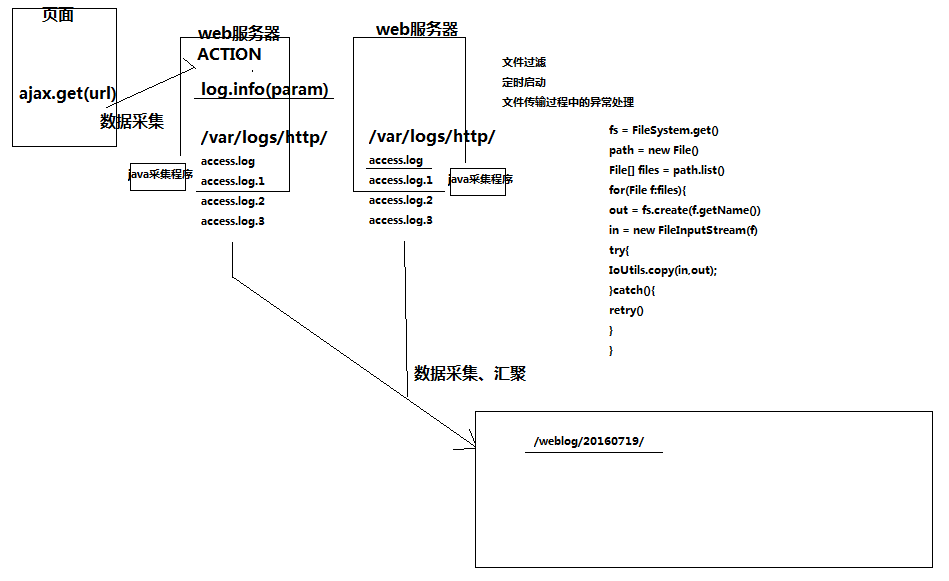 页面
ajax.get(url)
数据采集
web服务器
ACTION
log.info(param)
/var/logs/http/
access.log
access.log.1
access.log.2
access.log.3
java采集程序
web服务器
/var/logs/http/
access.log
access.log.1
access.log.2
access.log.3
java采集程序
文件过滤
定时启动
文件传输过程中的异常处理
fs = FileSystem.get()
path = new File()
File[] files = path.list()
for(File f:files){
out = fs.create(f.getName())
in = new FileInputStream(f)
try{
IoUtils.copy(in,out);
}catch(){
retry()
}
}
数据采集、汇聚
/weblog/20160719/